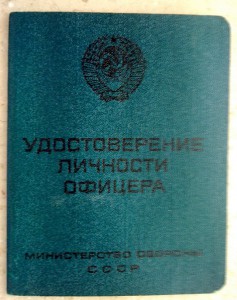 УДОСТОВЕРЕНИЕ
ЛИЧНОСТИ
ОФИЦЕРА
МИНИСТЕРСТВО ОБОРОНЫ
СССР